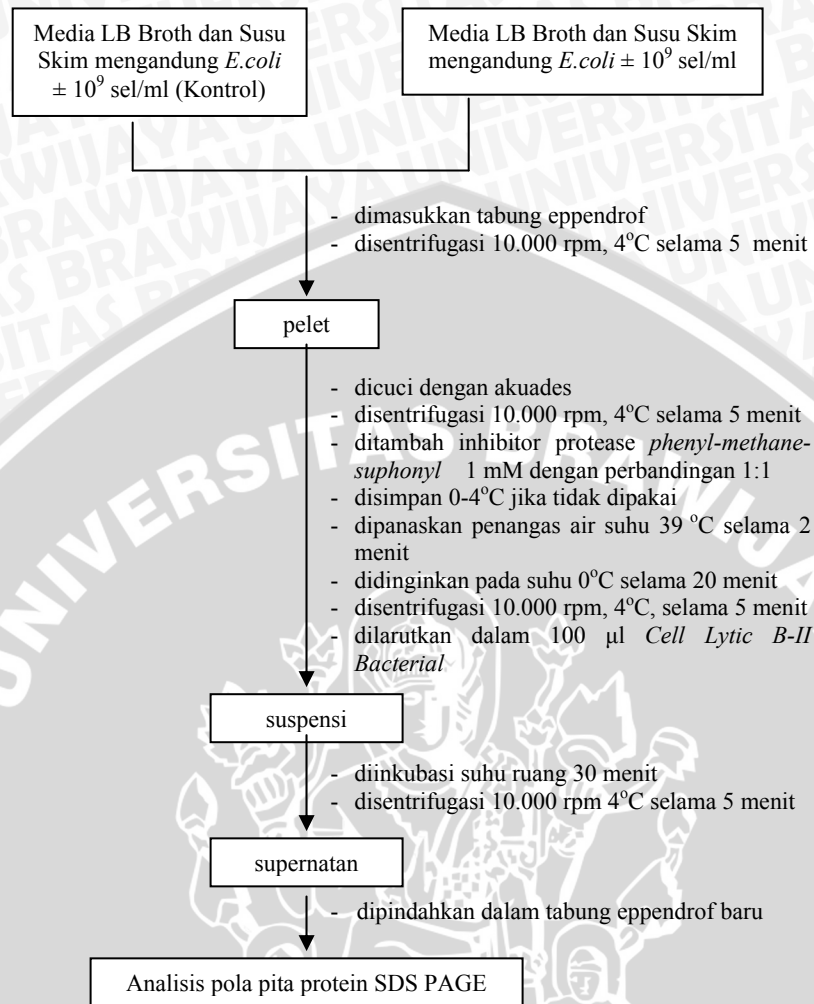 Media LB Broth dan Susu
Skim mengandung E.coli
± 10⁹ sel/ml (Kontrol)
Media LB Broth dan Susu Skim
mengandung E.coli ± 10⁹ sel/ml
- dimasukkan tabung eppendrof
- disentrifugasi 10.000 rpm, 4°C selama 5 menit
pelet
- dicuci dengan akuades
- disentrifugasi 10.000 rpm, 4°C selama 5 menit
- ditambah inhibitor protease phenyl-methane-
suphonyl 1 mM dengan perbandingan 1:1
- disimpan 0-4°C jika tidak dipakai
- dipanaskan penangas air suhu 39 °C selama 2
menit
- didinginkan pada suhu 0°C selama 20 menit
- disentrifugasi 10.000 rpm, 4°C, selama 5 menit
- dilarutkan dalam 100 µl Cell Lytic B-II
Bacterial
suspensi
- diinkubasi suhu ruang 30 menit
- disentrifugasi 10.000 rpm 4°C selama 5 menit
supernatan
- dipindahkan dalam tabung eppendrof baru
Analisis pola pita protein SDS PAGE
UNIVERSITAS BRAWIJA